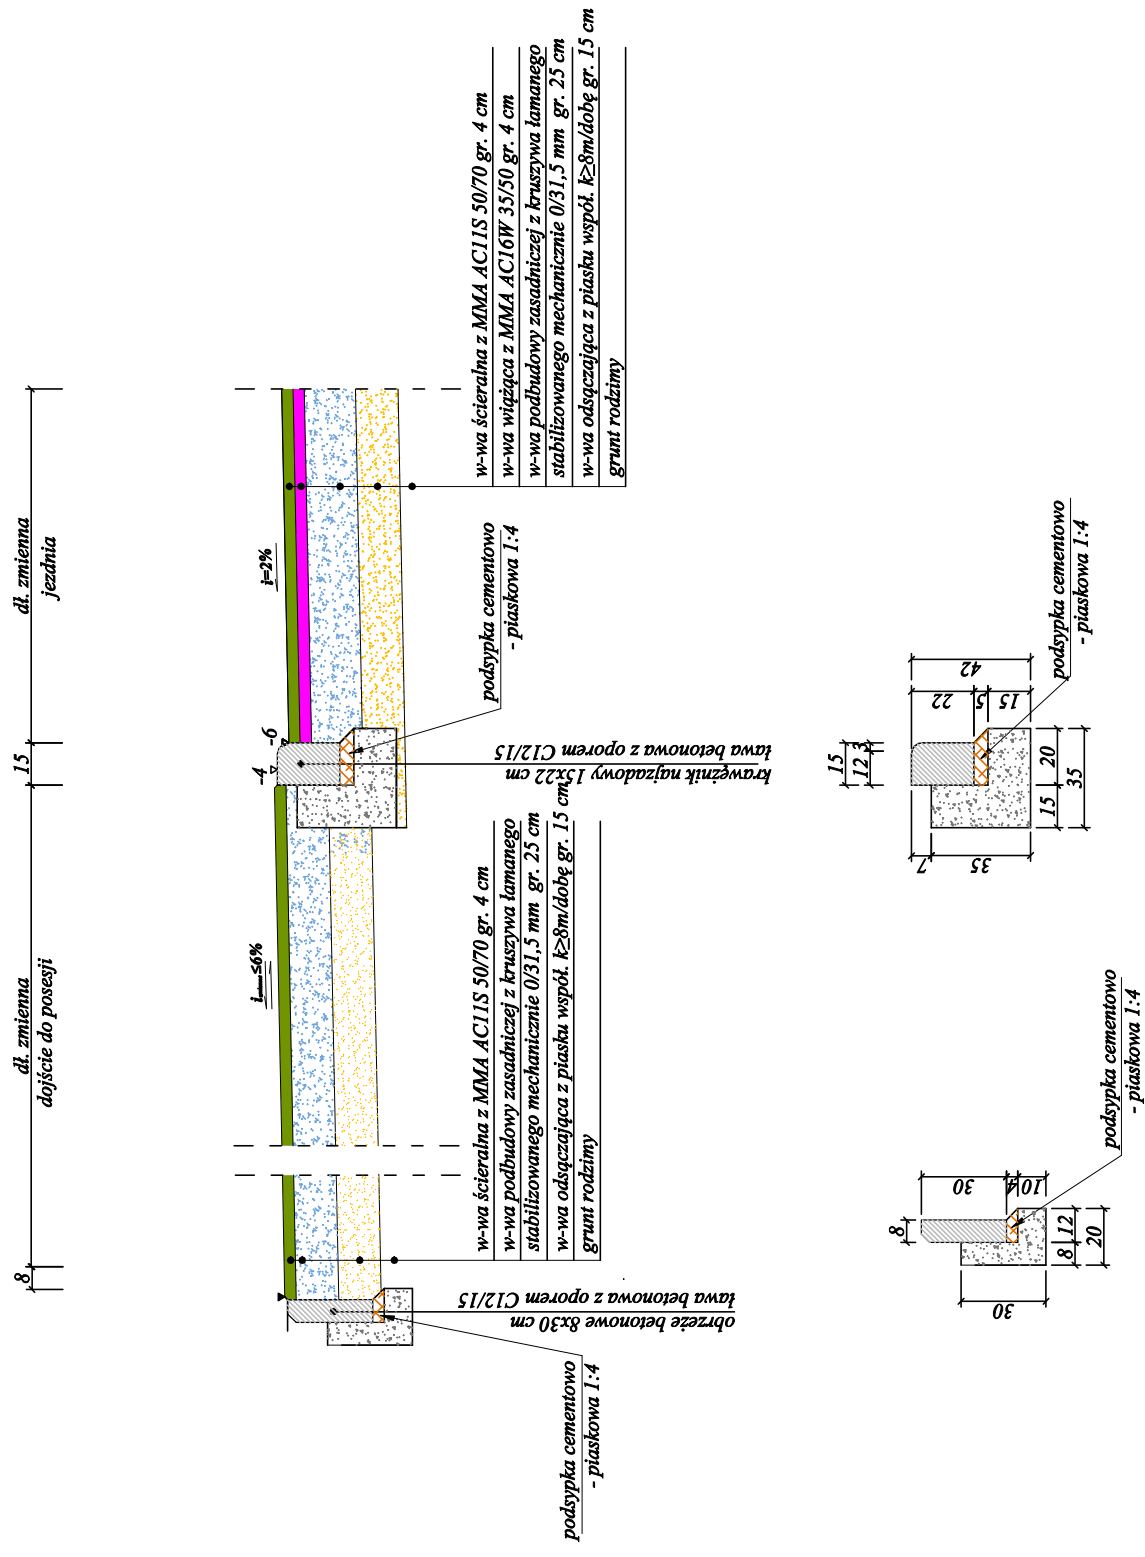 8
dł. zmienna
dojście do posesji
15
dł. zmienna
jezdnia
≤6%
-4
-6
i=2%
w-wa ścieralna z MMA AC11S 50/70 gr. 4 cm
w-wa wiążąca z MMA AC16W 35/50 gr. 4 cm
w-wa podbudowy zasadniczej z kruszywa łamanego
stabilizowanego mechanicznie 0/31,5 mm gr. 25 cm
w-wa odsączająca z piasku współ. k≥8m/dobę gr. 15 cm
grunt rodzimy
podsypka cementowo
- piaskowa 1:4
krawężnik najzadowy 15x22 cm
ława betonowa z oporem C12/15
w-wa ścieralna z MMA AC11S 50/70 gr. 4 cm
w-wa podbudowy zasadniczej z kruszywa łamanego
stabilizowanego mechanicznie 0/31,5 mm gr. 25 cm
w-wa odsączająca z piasku współ. k≥8m/dobę gr. 15 cm
grunt rodzimy
obrzeże betonowe 8x30 cm
ława betonowa z oporem C12/15
podsypka cementowo
- piaskowa 1:4
8
30
4
10
30
8
12
20
podsypka cementowo
- piaskowa 1:4
15
12
3
7
35
22
5
15
42
15
20
35
podsypka cementowo
- piaskowa 1:4